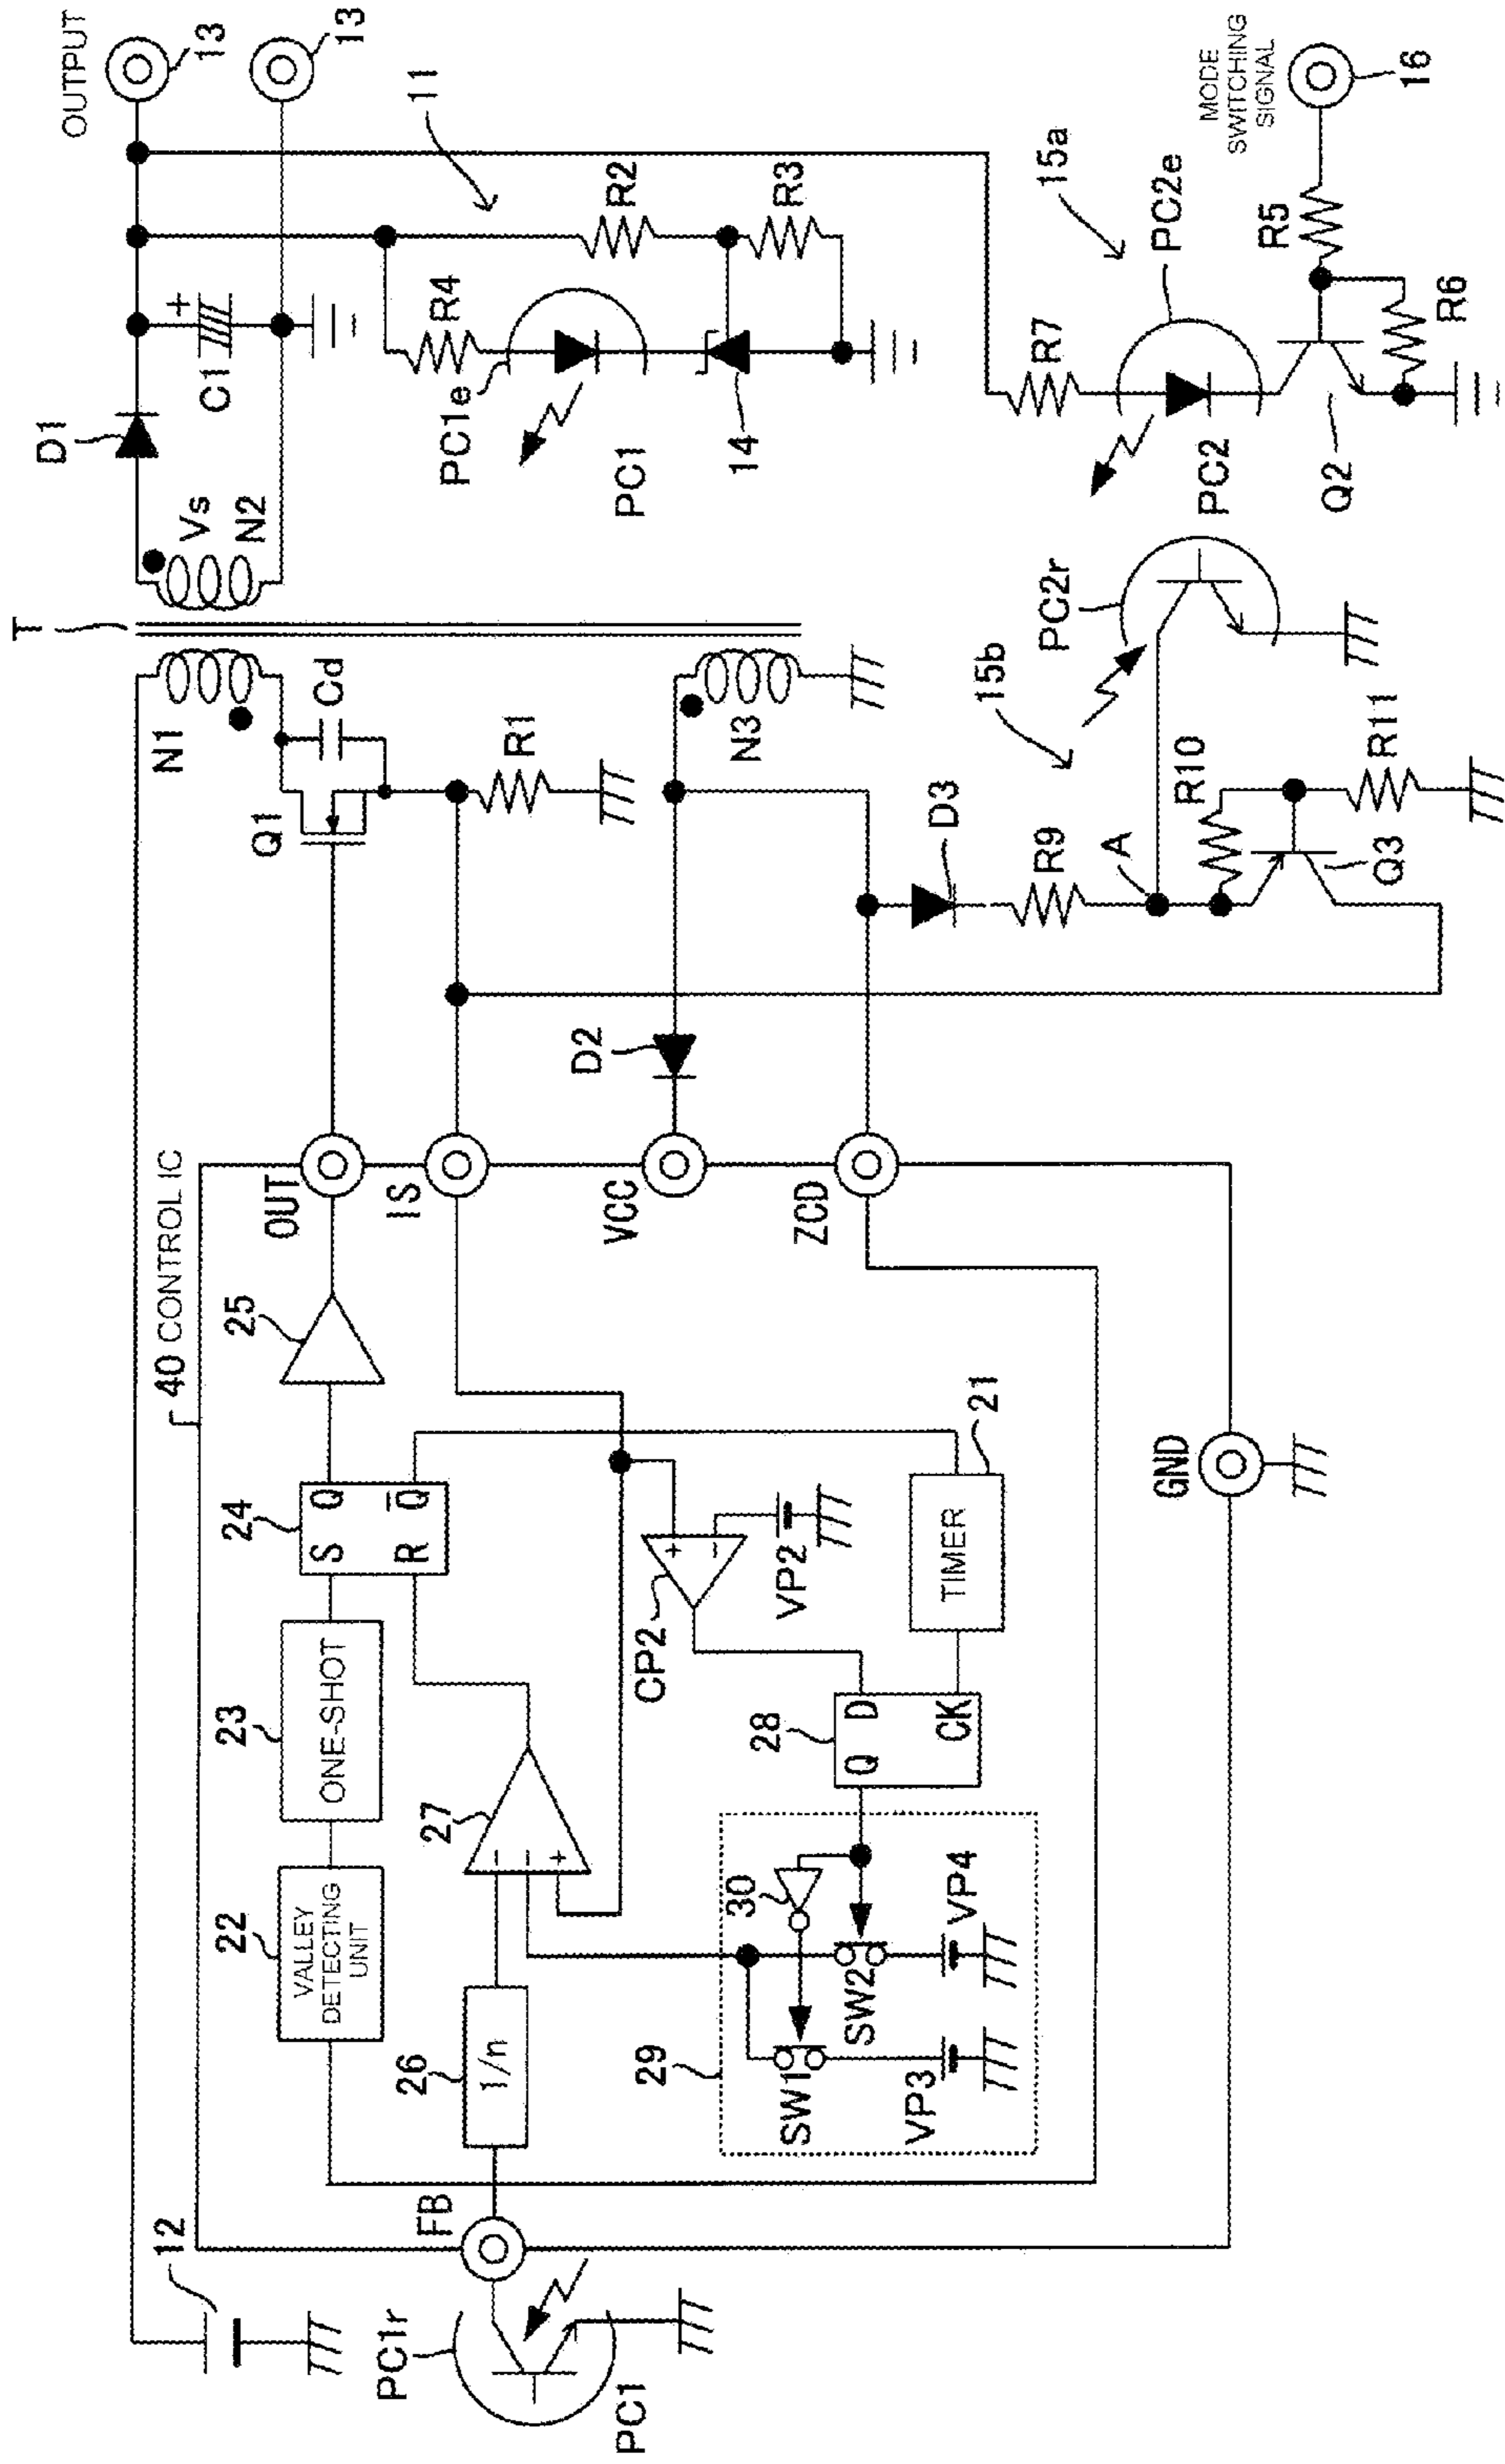 T
D1
OUTPUT
13
13
Vs
N2
C1
+
11
R4
R2
R3
PC1e
PC1
14
15a
MODE
SWITCHING
SIGNAL
16
R5
PC2e
R7
R6
PC2
Q2
N1
Cd
Q1
R1
N3
PC2r
15b
D3
R9
A
R10
R11
Q3
D2
12
40 CONTROL IC
OUT
IS
VCC
ZCD
GND
FB
25
24
S Q
R Q
23
ONE-SHOT
22
VALLEY
DETECTING
UNIT
27
−
−
+
26
1/n
CP2
+
−
VP2
21
TIMER
28
Q D
CK
29
30
SW1
SW2
VP3
VP4
PC1r
PC1